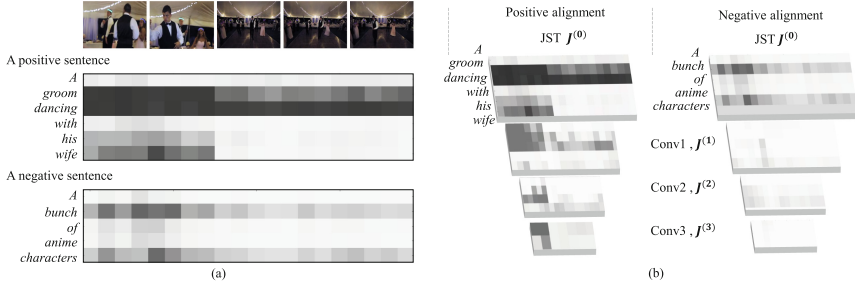 A positive sentence
A
groom
dancing
with
his
wife
A negative sentence
A
bunch
of
anime
characters
(a)
Positive alignment
JST J(0)
A
groom
dancing
with
his
wife
Negative alignment
JST J(0)
A
bunch
of
anime
characters
Conv1 , J(1)
Conv2 , J(2)
Conv3 , J(3)
(b)